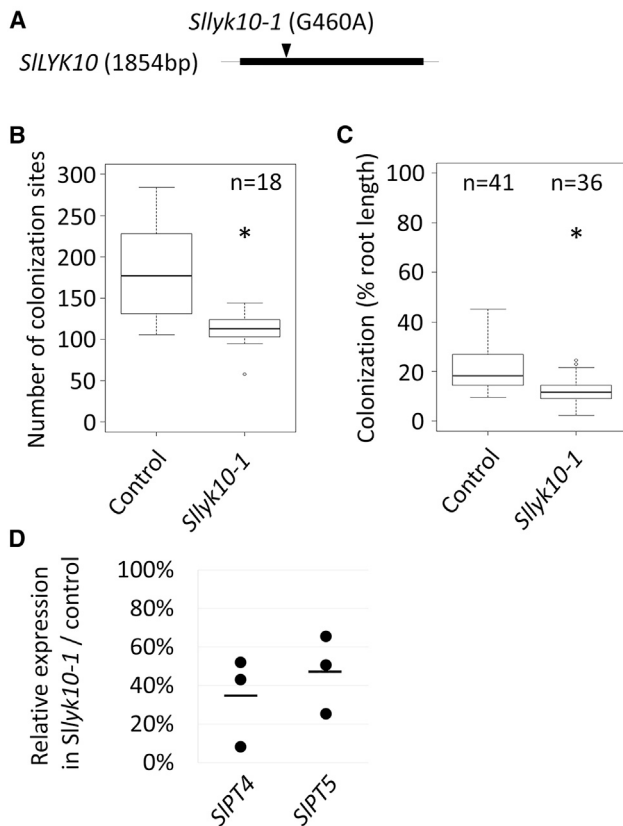 A
Sllyk10-1 (G460A)
SlLYK10 (1854bp)
B
Number of colonization sites
300
250
200
150
100
50
0
n=18
*
Control
Sllyk10-1
C
Colonization (% root length)
100
80
60
40
20
0
n=41
n=36
*
Control
Sllyk10-1
D
Relative expression
in Sllyk10-1 / control
100%
80%
60%
40%
20%
0%
SlPT4
SlPT5